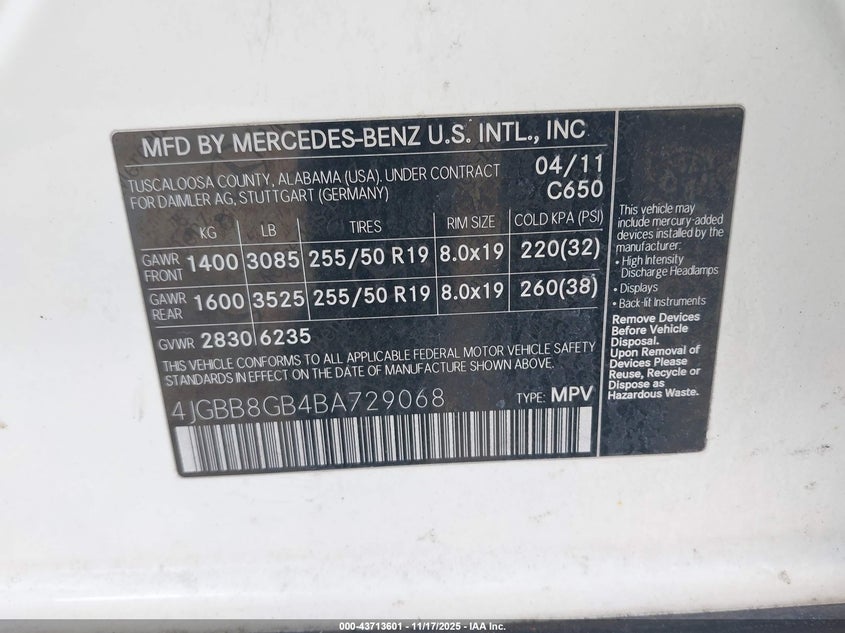 MFD BY MERCEDES-BENZ U.S. INTL., INC
TUSCALOOSA COUNTY, ALABAMA (USA). UNDER CONTRACT
FOR DAIMLER AG, STUTTGART (GERMANY)
04/11
C650
KG LB TIRES RIM SIZE COLD KPA (PSI)
GAWR FRONT 1400 3085 255/50 R19 8.0x19 220(32)
GAWR REAR 1600 3525 255/50 R19 8.0x19 260(38)
GVWR 2830 6235
THIS VEHICLE CONFORMS TO ALL APPLICABLE FEDERAL MOTOR VEHICLE SAFETY
STANDARDS IN EFFECT ON THE DATE OF MANUFACTURE SHOWN ABOVE.
4JGBB8GB4BA729068 TYPE: MPV
This vehicle may
include mercury-added
devices installed by the
manufacturer:
• High Intensity
Discharge Headlamps
• Displays
• Back-lit Instruments
Remove Devices
Before Vehicle
Disposal.
Upon Removal of
Devices Please
Reuse, Recycle or
Dispose as
Hazardous Waste.
000-43713601 - 11/17/2025 - IAA Inc.